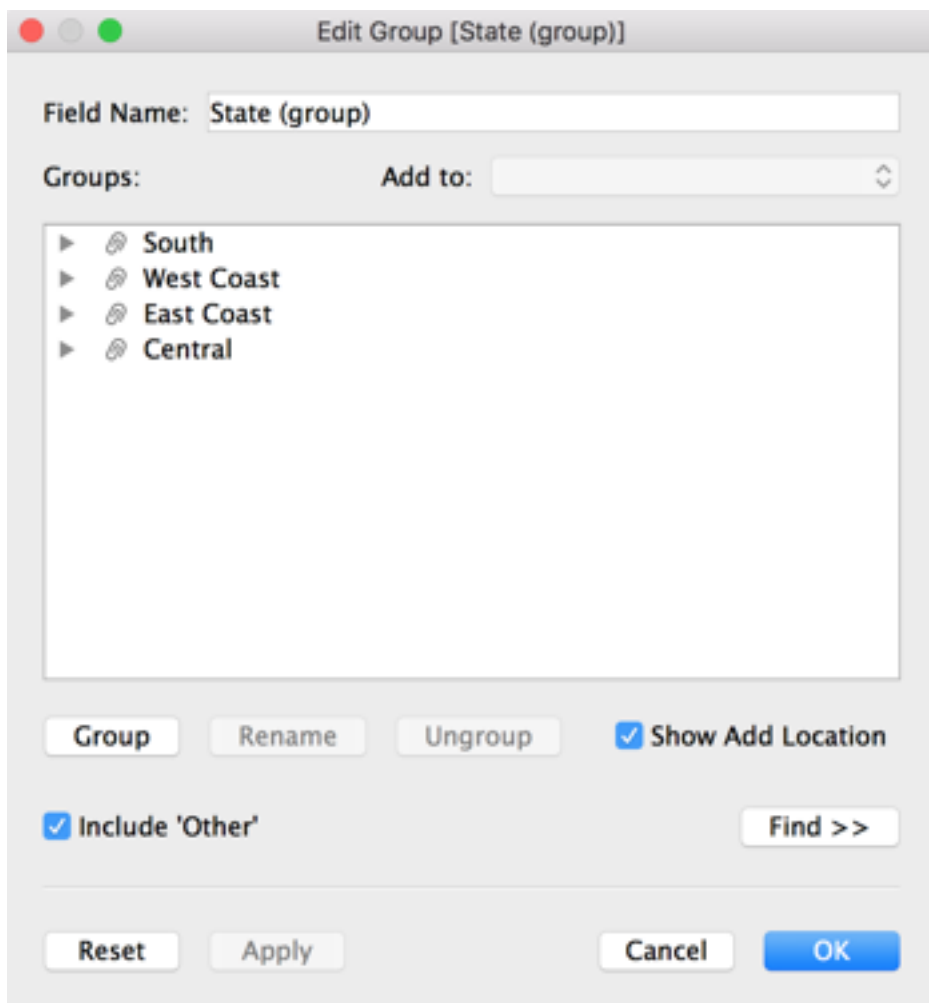 Edit Group [State (group)]
Field Name: State (group)
Groups: Add to:
South
West Coast
East Coast
Central
Group Rename Ungroup Show Add Location
Include 'Other' Find >>
Reset Apply Cancel OK